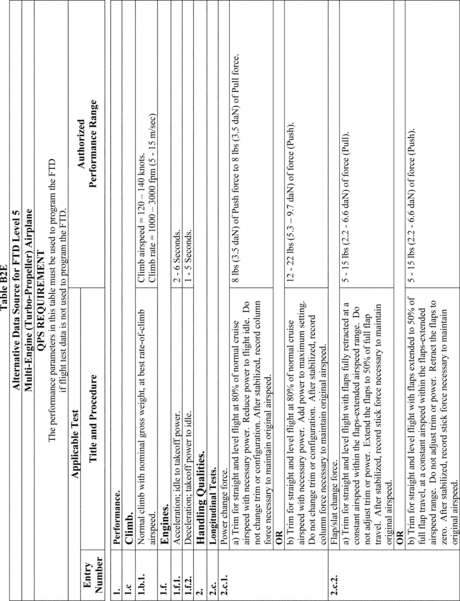 Table B2E
Alternative Data Source for FTD Level 5
Multi-Engine (Turbo-Propeller) Airplane
QPS REQUIREMENT
The performance parameters in this table must be used to program the FTD
if flight test data is not used to program the FTD.
Applicable Test
Authorized
Performance Range
Entry
Number
Title and Procedure
1. Performance.
1.c Climb.
1.b.1. Normal climb with nominal gross weight, at best rate-of-climb
airspeed.
Climb airspeed = 120 – 140 knots.
Climb rate = 1000 – 3000 fpm (5 - 15 m/sec)
1.f. Engines.
1.f.1. Acceleration; idle to takeoff power. 2 - 6 Seconds.
1.f.2. Deceleration; takeoff power to idle. 1 - 5 Seconds.
2. Handling Qualities.
2.c. Longitudinal Tests.
2.c.1. Power change force.
a) Trim for straight and level flight at 80% of normal cruise
airspeed with necessary power. Reduce power to flight idle. Do
not change trim or configuration. After stabilized, record column
force necessary to maintain original airspeed.
8 lbs (3.5 daN) of Push force to 8 lbs (3.5 daN) of Pull force.
OR
b) Trim for straight and level flight at 80% of normal cruise
airspeed with necessary power. Add power to maximum setting.
Do not change trim or configuration. After stabilized, record
column force necessary to maintain original airspeed.
12 - 22 lbs (5.3 – 9.7 daN) of force (Push).
2.c.2. Flap/slat change force.
a) Trim for straight and level flight with flaps fully retracted at a
constant airspeed within the flaps-extended airspeed range. Do
not adjust trim or power. Extend the flaps to 50% of full flap
travel. After stabilized, record stick force necessary to maintain
original airspeed.
5 - 15 lbs (2.2 - 6.6 daN) of force (Pull).
OR
b) Trim for straight and level flight with flaps extended to 50% of
full flap travel, at a constant airspeed within the flaps-extended
airspeed range. Do not adjust trim or power. Retract the flaps to
zero. After stabilized, record stick force necessary to maintain
original airspeed.
5 - 15 lbs (2.2 - 6.6 daN) of force (Push).